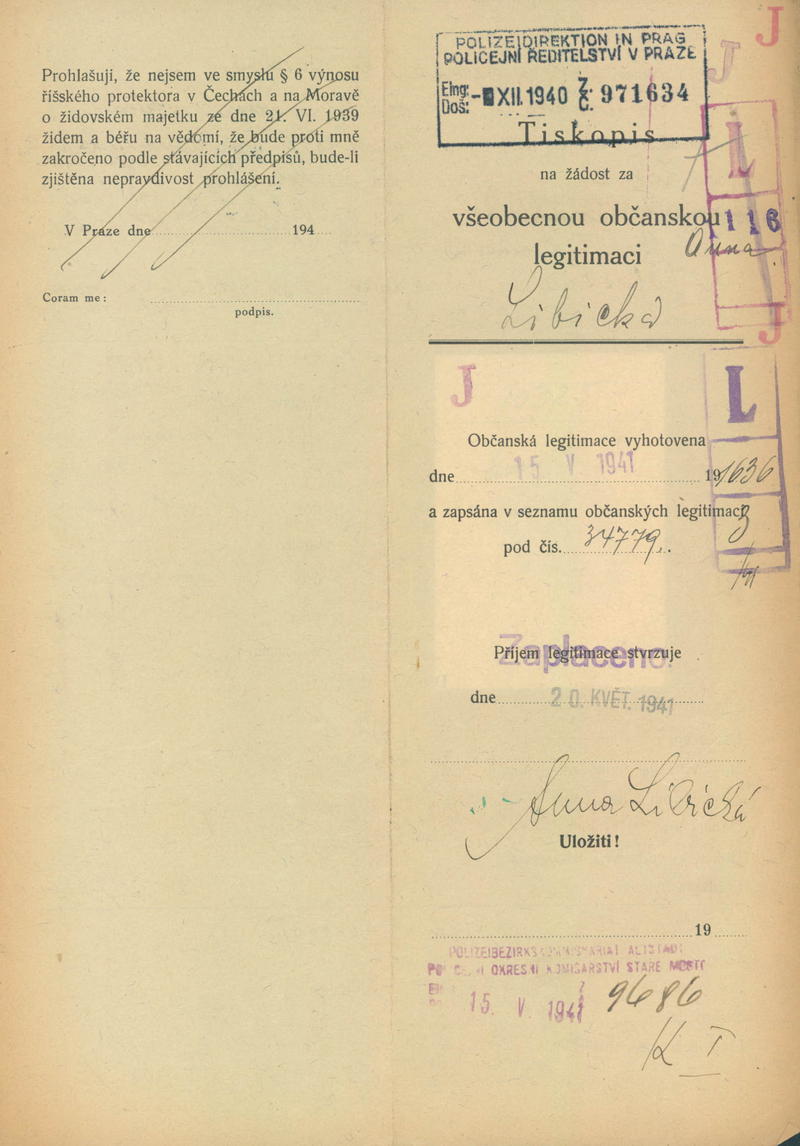 Prohlašuji, že nejsem ve smyslu § 6 výnosu
říšského protektora v Čechách a na Moravě
o židovském majetku ze dne 21. VI. 1939
židem a béřu na vědomí, že bude proti mně
zakročeno podle stávajících předpisů, bude-li
zjištěna nepravdivost prohlášení.
V Praze dne 194
Coram me:
podpis.
J
J
POLIZEIDIREKTION IN PRAG
POLICEJNÍ ŘEDITELSTVÍ V PRAZE
Eing:
Doš: XII.1940 Č: 971634
Tiskopis
L
na žádost za
všeobecnou občanskou 116
legitimaci Anna
Libická
J
J
L
Občanská legitimace vyhotovena
15 V 1941
dne 19 1636
a zapsána v seznamu občanských legitimací
pod čís. 34779.
Zaplaceno.
Příjem legitimace stvrzuje
dne 20. KVĚT. 1941
Anna Libická
Uložiti!
19
POLIZEIBEZIRKSKOMMISSARIAT ALTSTADT
OKRESNÍ KOMISAŘSTVÍ STARÉ MĚSTO
15. V 1941 9686
K I